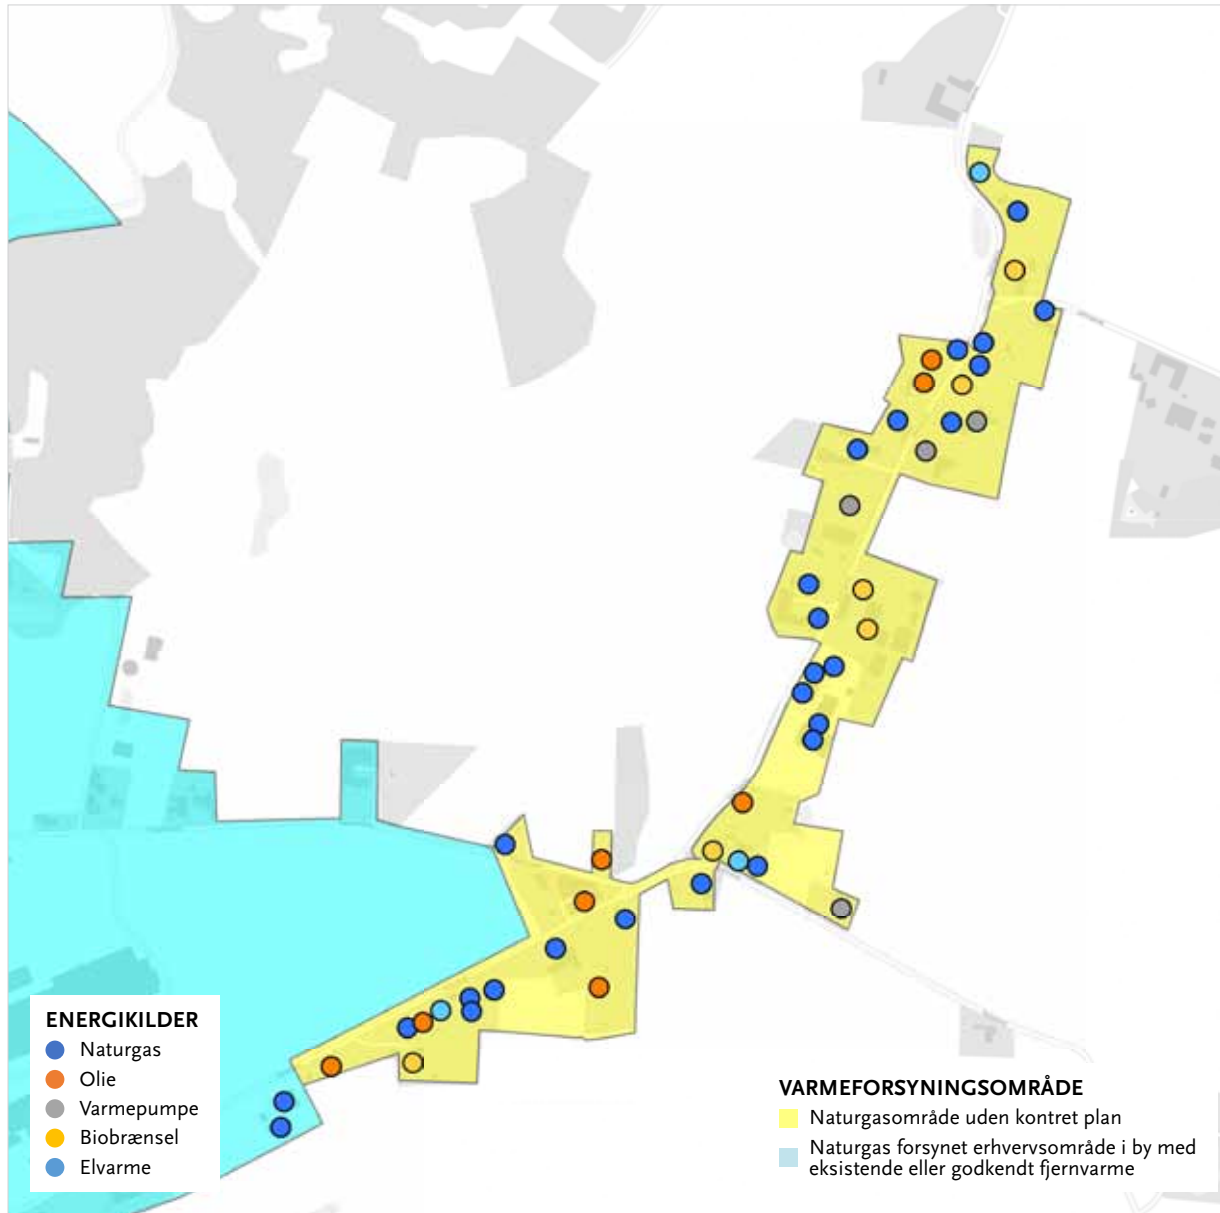 ENERGIKILDER
Naturgas
Olie
Varmepumpe
Biobrænsel
Elvarme
VARMEFORSYNINGSOMRÅDE
Naturgasområde uden kontret plan
Naturgas forsynet erhvervsområde i by med
eksistende eller godkendt fjernvarme